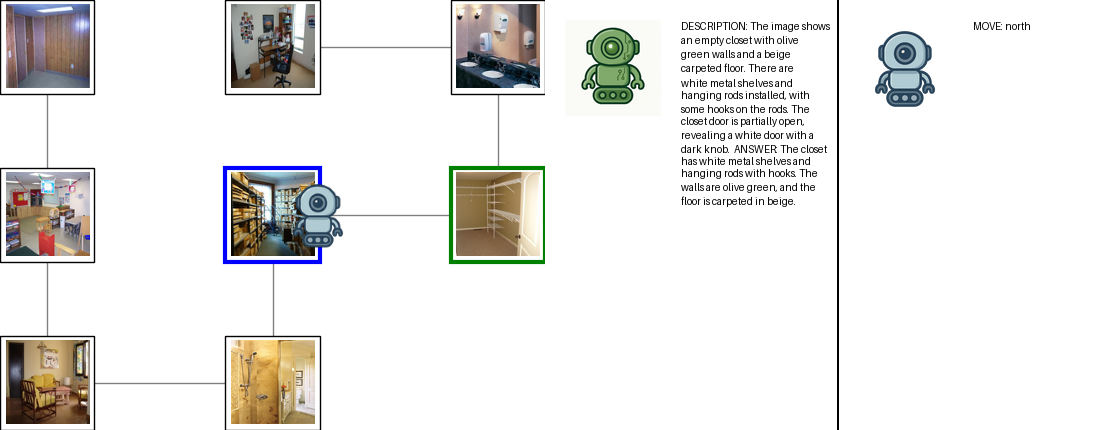 DESCRIPTION: The image shows
an empty closet with olive
green walls and a beige
carpeted floor. There are
white metal shelves and
hanging rods installed, with
some hooks on the rods. The
closet door is partially open,
revealing a white door with a
dark knob.  ANSWER: The closet
has white metal shelves and
hanging rods with hooks. The
walls are olive green, and the
floor is carpeted in beige.
MOVE: north